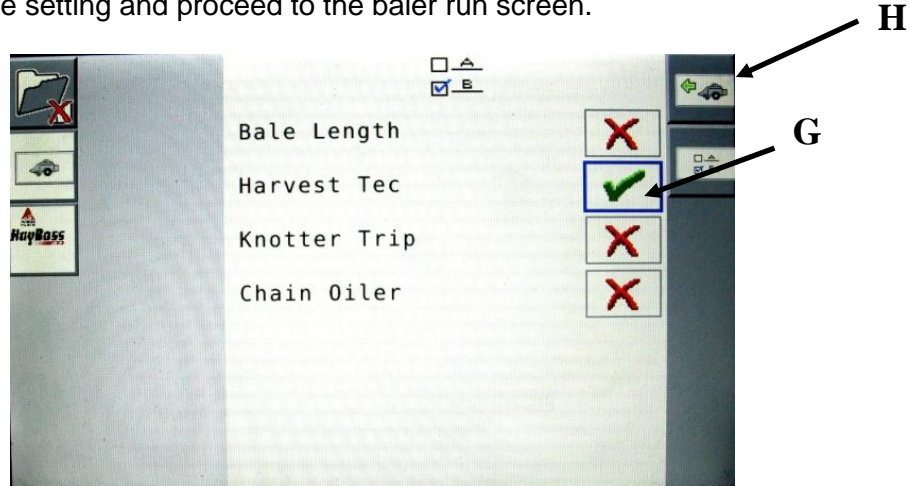 e setting and proceed to the baler run screen.
H
A
B
Bale Length
G
Harvest Tec
A
HayBoss
Knotter Trip
Chain Oiler